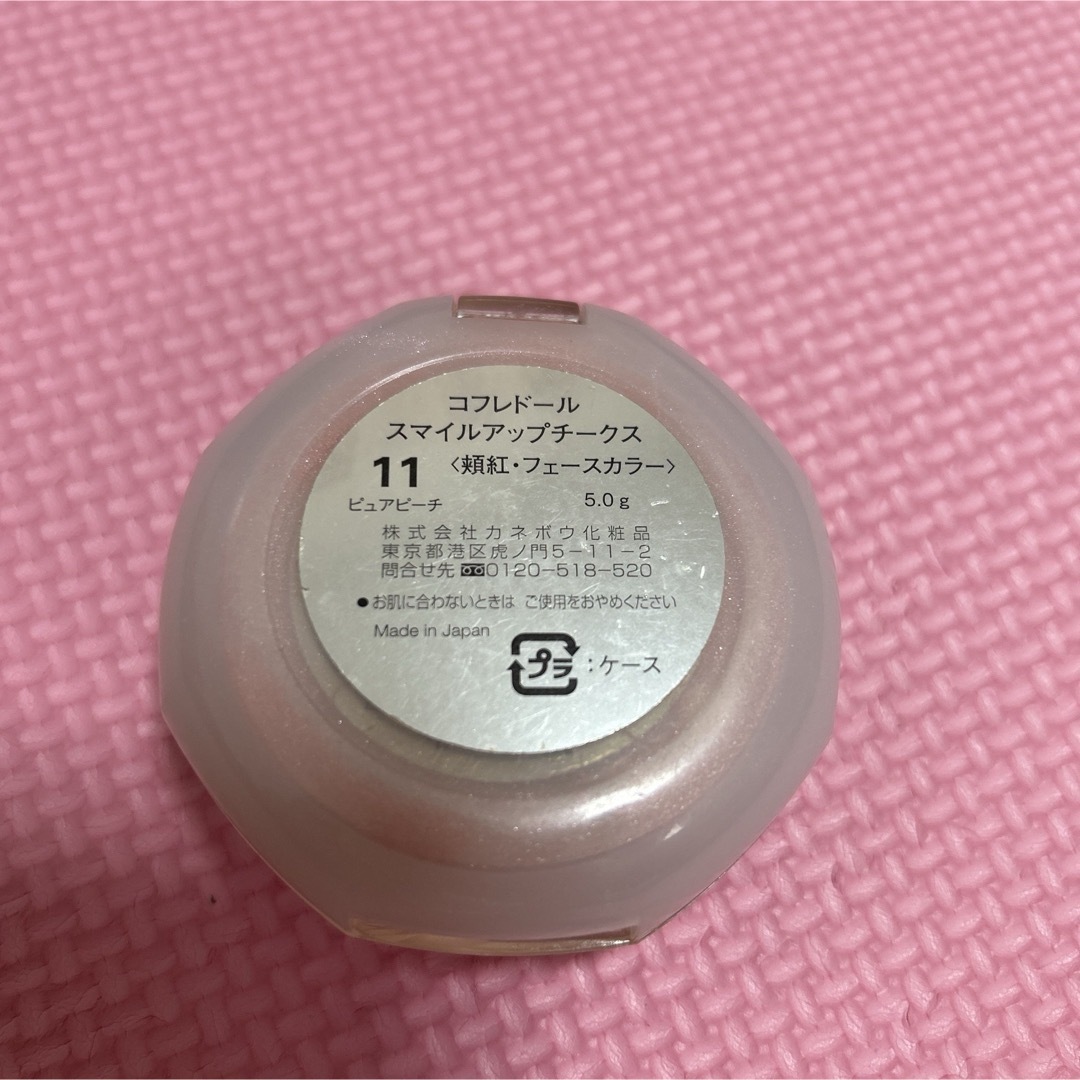 コフレドール
スマイルアップチークス
11 〈頬紅・フェースカラー〉
ピュアピーチ 5.0g
株式会社カネボウ化粧品
東京都港区虎ノ門5-11-2
問合せ先 0120-518-520
●お肌に合わないときは ご使用をおやめください
Made in Japan
プラ:ケース